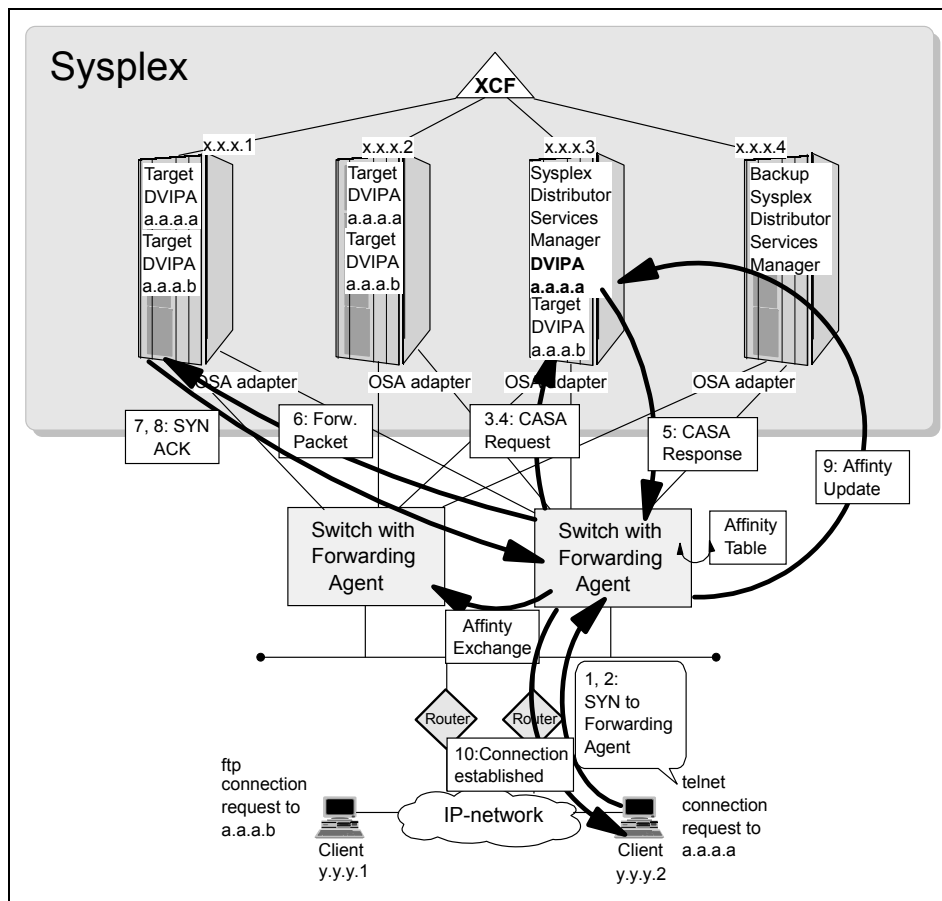 Sysplex
XCF
x.x.x.1
x.x.x.2
x.x.x.3
x.x.x.4
Target
DVIPA
a.a.a.a
Target
DVIPA
a.a.a.b
Target
DVIPA
a.a.a.a
Target
DVIPA
a.a.a.b
Sysplex
Distributor
Services
Manager
DVIPA
a.a.a.a
Target
DVIPA
a.a.a.b
Backup
Sysplex
Distributor
Services
Manager
OSA adapter
OSA adapter
OSA adapter
OSA adapter
7, 8: SYN
ACK
6: Forw.
Packet
3.4: CASA
Request
5: CASA
Response
9: Affinty
Update
Switch with
Forwarding
Agent
Switch with
Forwarding
Agent
Affinity
Table
Affinty
Exchange
1, 2:
SYN to
Forwarding
Agent
Router
Router
10:Connection
established
ftp
connection
request to
a.a.a.b
telnet
connection
request to
a.a.a.a
IP-network
Client
y.y.y.1
Client
y.y.y.2